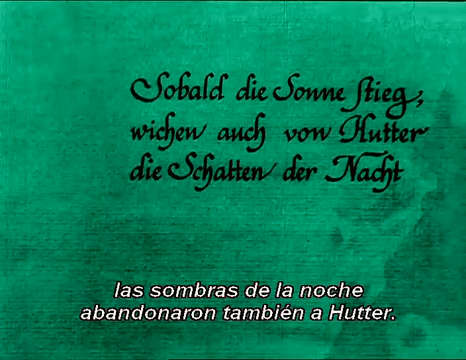 Sobald die Sonne stieg,
wichen auch von Hutter
die Schatten der Nacht
las sombras de la noche
abandonaron también a Hutter.